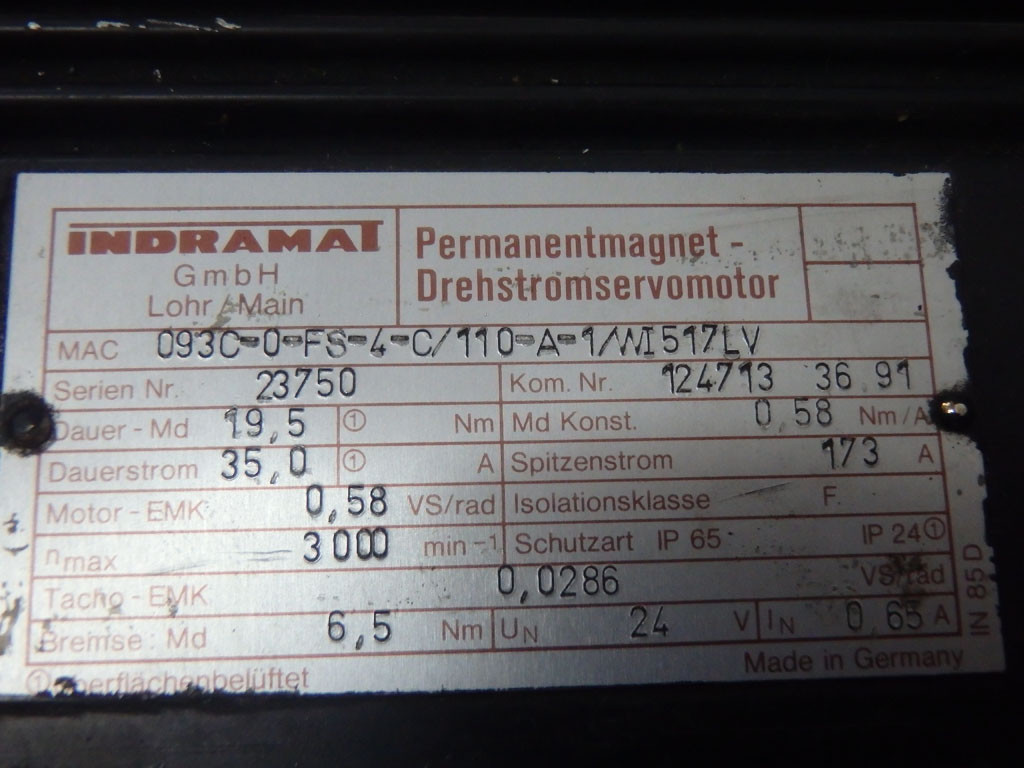 INDRAMAT
GmbH
Lohr/Main
Permanentmagnet -
Drehstromservomotor
MAC 093C-0-FS-4-C/110-A-1/WI517LV
Serien Nr. 23750 Kom. Nr. 124713 36 91
Dauer - Md 19,5 ① Nm Md Konst. 0,58 Nm/A
Dauerstrom 35,0 ① A Spitzenstrom 173 A
Motor - EMK 0,58 VS/rad Isolationsklasse F.
nmax 3000 min -1 Schutzart IP 65 IP 24①
Tacho - EMK 0,0286 VS/rad
Bremse: Md 6,5 Nm UN 24 V IN 0,65 A
① oberflächenbelüftet Made in Germany
IN 85 D